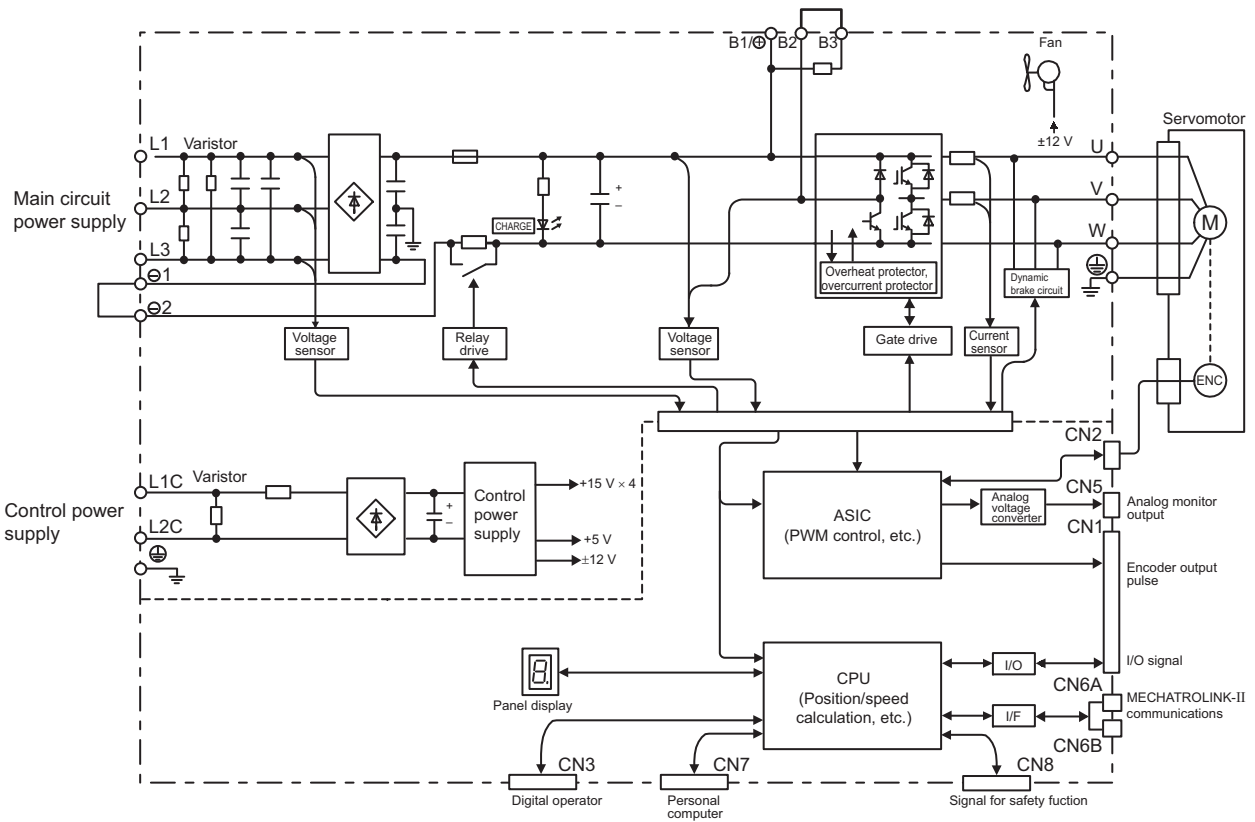 B1/⊕ B2 B3
Fan
±12 V
Servomotor
L1 Varistor
U
Main circuit
power supply
L2
V
CHARGE
+
–
M
L3
W
⊖1
Overheat protector,
overcurrent protector
Dynamic
brake circuit
⊖2
Voltage
sensor
Relay
drive
Voltage
sensor
Gate drive
Current
sensor
ENC
CN2
L1C Varistor
Control power
supply
+
–
Control
power
supply
+15 V × 4
+5 V
±12 V
L2C
ASIC
(PWM control, etc.)
Analog
voltage
converter
CN5
Analog monitor
output
CN1
Encoder output
pulse
8.
Panel display
CPU
(Position/speed
calculation, etc.)
I/O
I/O signal
CN6A
I/F
MECHATROLINK-II
communications
CN6B
CN3
Digital operator
CN7
Personal
computer
CN8
Signal for safety fuction